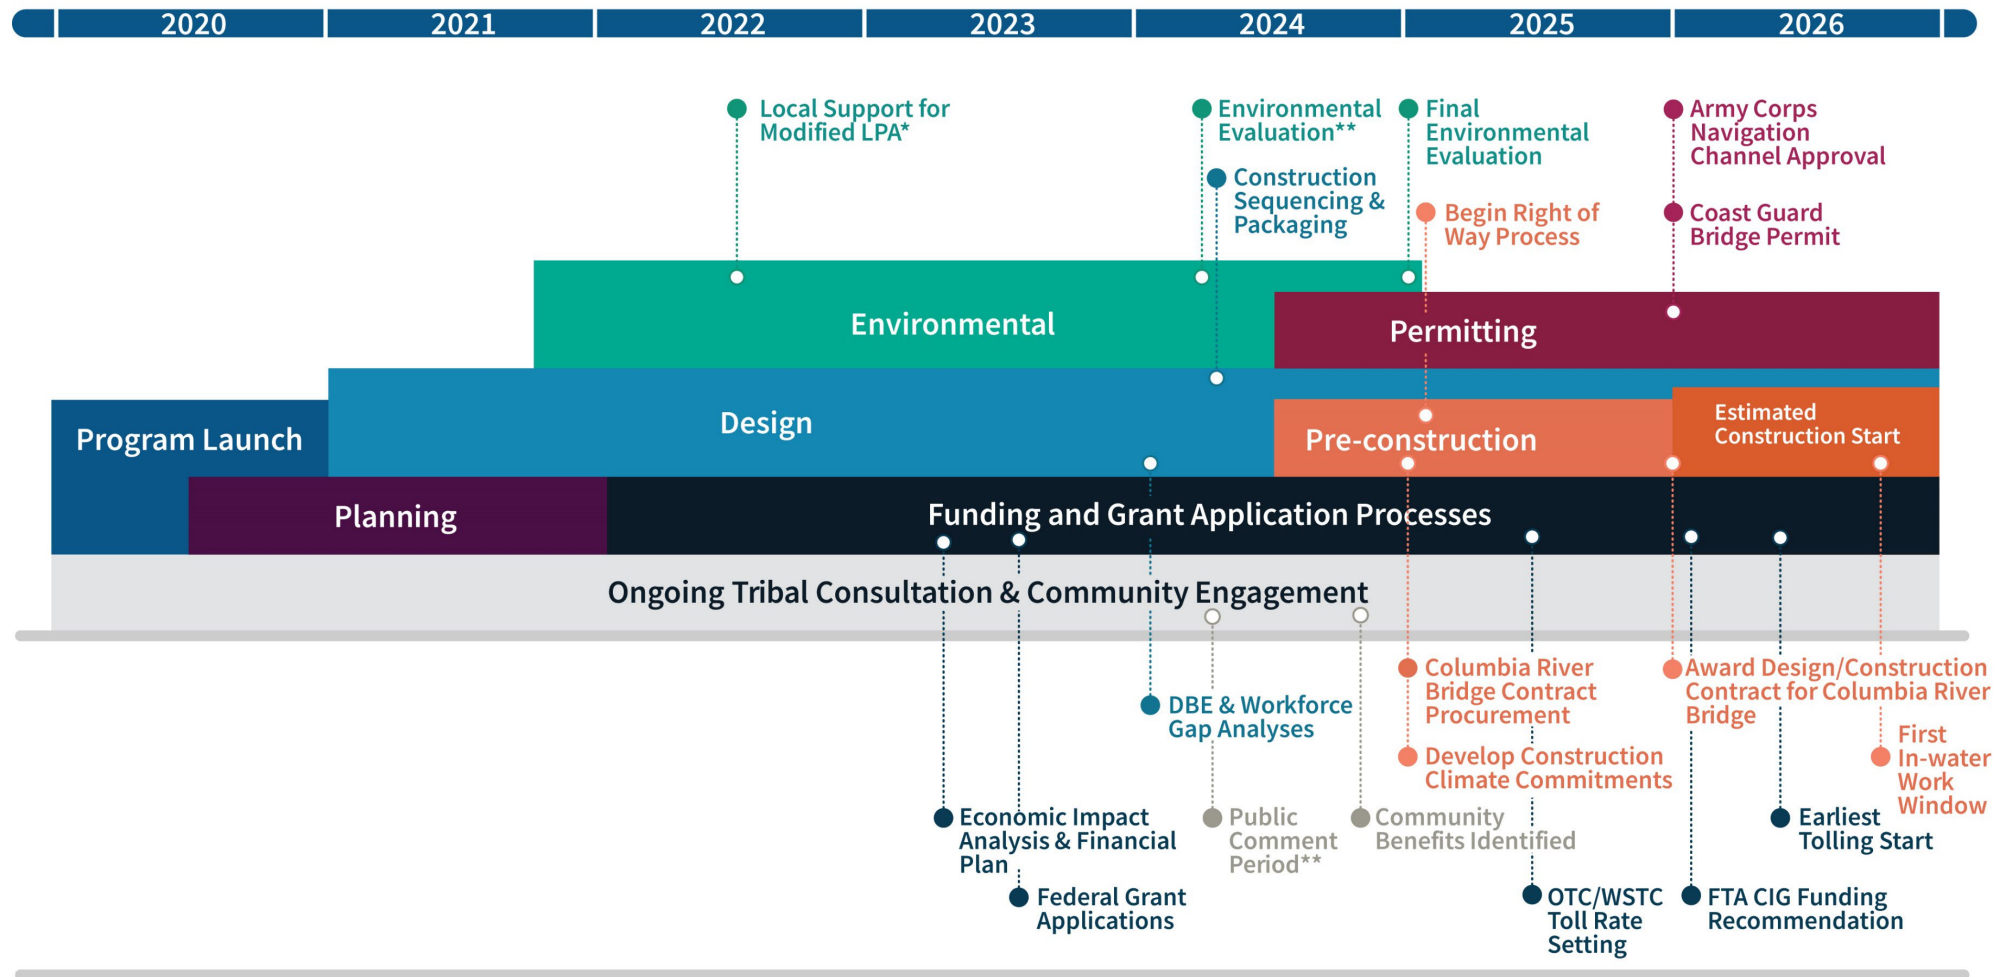 2020 2021 2022 2023 2024 2025 2026
Local Support for
Modified LPA*
Environmental
Evaluation**
Final
Environmental
Evaluation
Army Corps
Navigation
Channel Approval
Construction
Sequencing &
Packaging
Begin Right of
Way Process
Coast Guard
Bridge Permit
Environmental
Permitting
Program Launch
Design
Pre-construction
Estimated
Construction Start
Planning
Funding and Grant Application Processes
Ongoing Tribal Consultation & Community Engagement
DBE & Workforce
Gap Analyses
Columbia River
Bridge Contract
Procurement
Award Design/Construction
Contract for Columbia River
Bridge
Develop Construction
Climate Commitments
First
In-water
Work
Window
Economic Impact
Analysis & Financial
Plan
Public
Comment
Period**
Community
Benefits Identified
Earliest
Tolling Start
Federal Grant
Applications
OTC/WSTC
Toll Rate
Setting
FTA CIG Funding
Recommendation